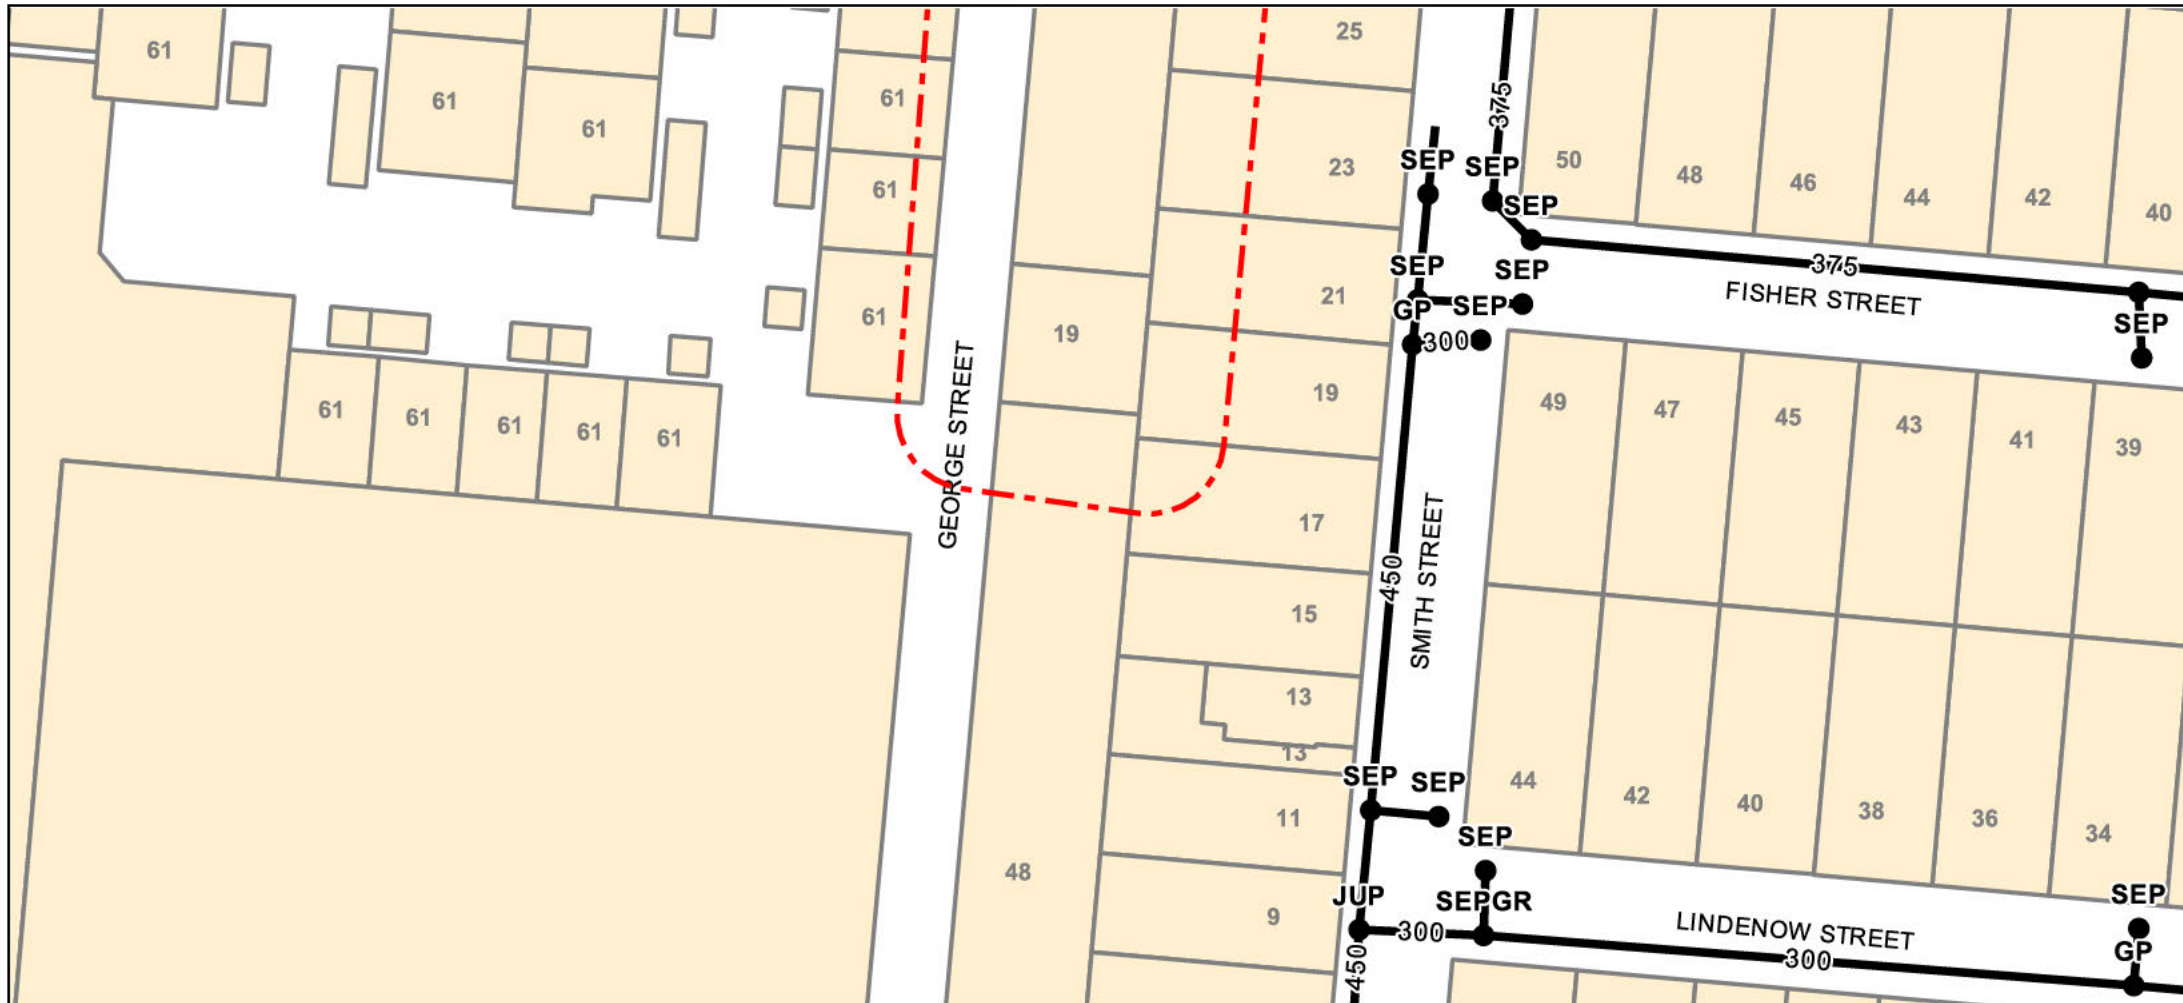 25
61
61
61
61
375
23
SEP
SEP
50
48
46
44
42
40
61
SEP
21
SEP
SEP
375
61
GP
SEP
FISHER STREET
SEP
19
300
19
GEORGE STREET
49
47
45
43
41
39
61
61
61
61
61
17
450
SMITH STREET
15
13
13
SEP
SEP
44
42
40
38
36
34
11
SEP
48
JUP
SEPGR
SEP
9
300
LINDENOW STREET
300
GP
450